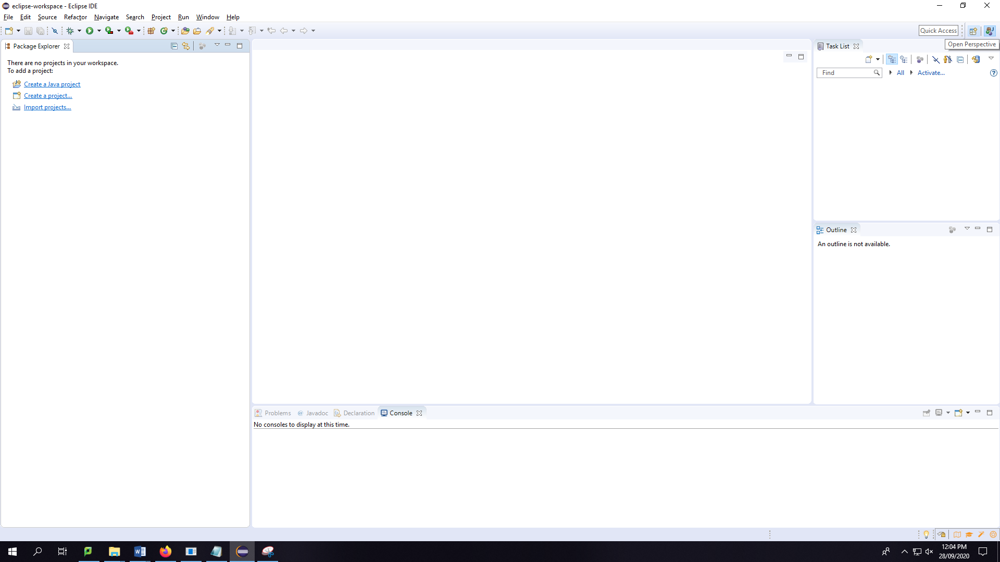 eclipse-workspace - Eclipse IDE
File Edit Source Refactor Navigate Search Project Run Window Help
Quick Access
Open Perspective
Package Explorer
There are no projects in your workspace.
To add a project:
Create a Java project
Create a project...
Import projects...
Task List
Find All Activate...
Outline
An outline is not available.
Problems @ Javadoc Declaration Console
No consoles to display at this time.
12:04 PM
28/09/2020